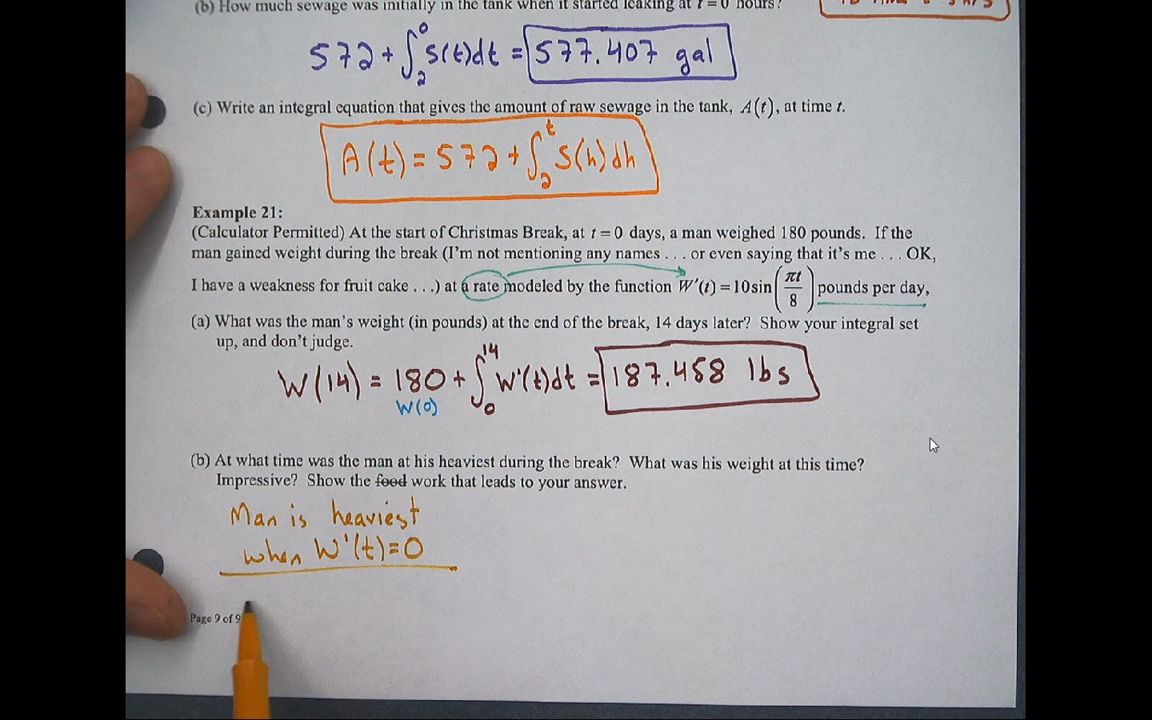 (b) How much sewage was initially in the tank when it started leaking at t = 0 hours?
572 + ∫₂⁰ s(t)dt = 577.407 gal
(c) Write an integral equation that gives the amount of raw sewage in the tank, A(t), at time t.
A(t) = 572 + ∫₂ᵗ s(h)dh
Example 21:
(Calculator Permitted) At the start of Christmas Break, at t = 0 days, a man weighed 180 pounds. If the
man gained weight during the break (I'm not mentioning any names . . . or even saying that it's me . . . OK,
I have a weakness for fruit cake . . .) at a rate modeled by the function W'(t) = 10sin(πt/8) pounds per day,
(a) What was the man's weight (in pounds) at the end of the break, 14 days later? Show your integral set
up, and don't judge.
W(14) = 180 + ∫₀¹⁴ W'(t)dt = 187.458 lbs
W(0)
(b) At what time was the man at his heaviest during the break? What was his weight at this time?
Impressive? Show the food work that leads to your answer.
Man is heaviest
when W'(t)=0
Page 9 of 9